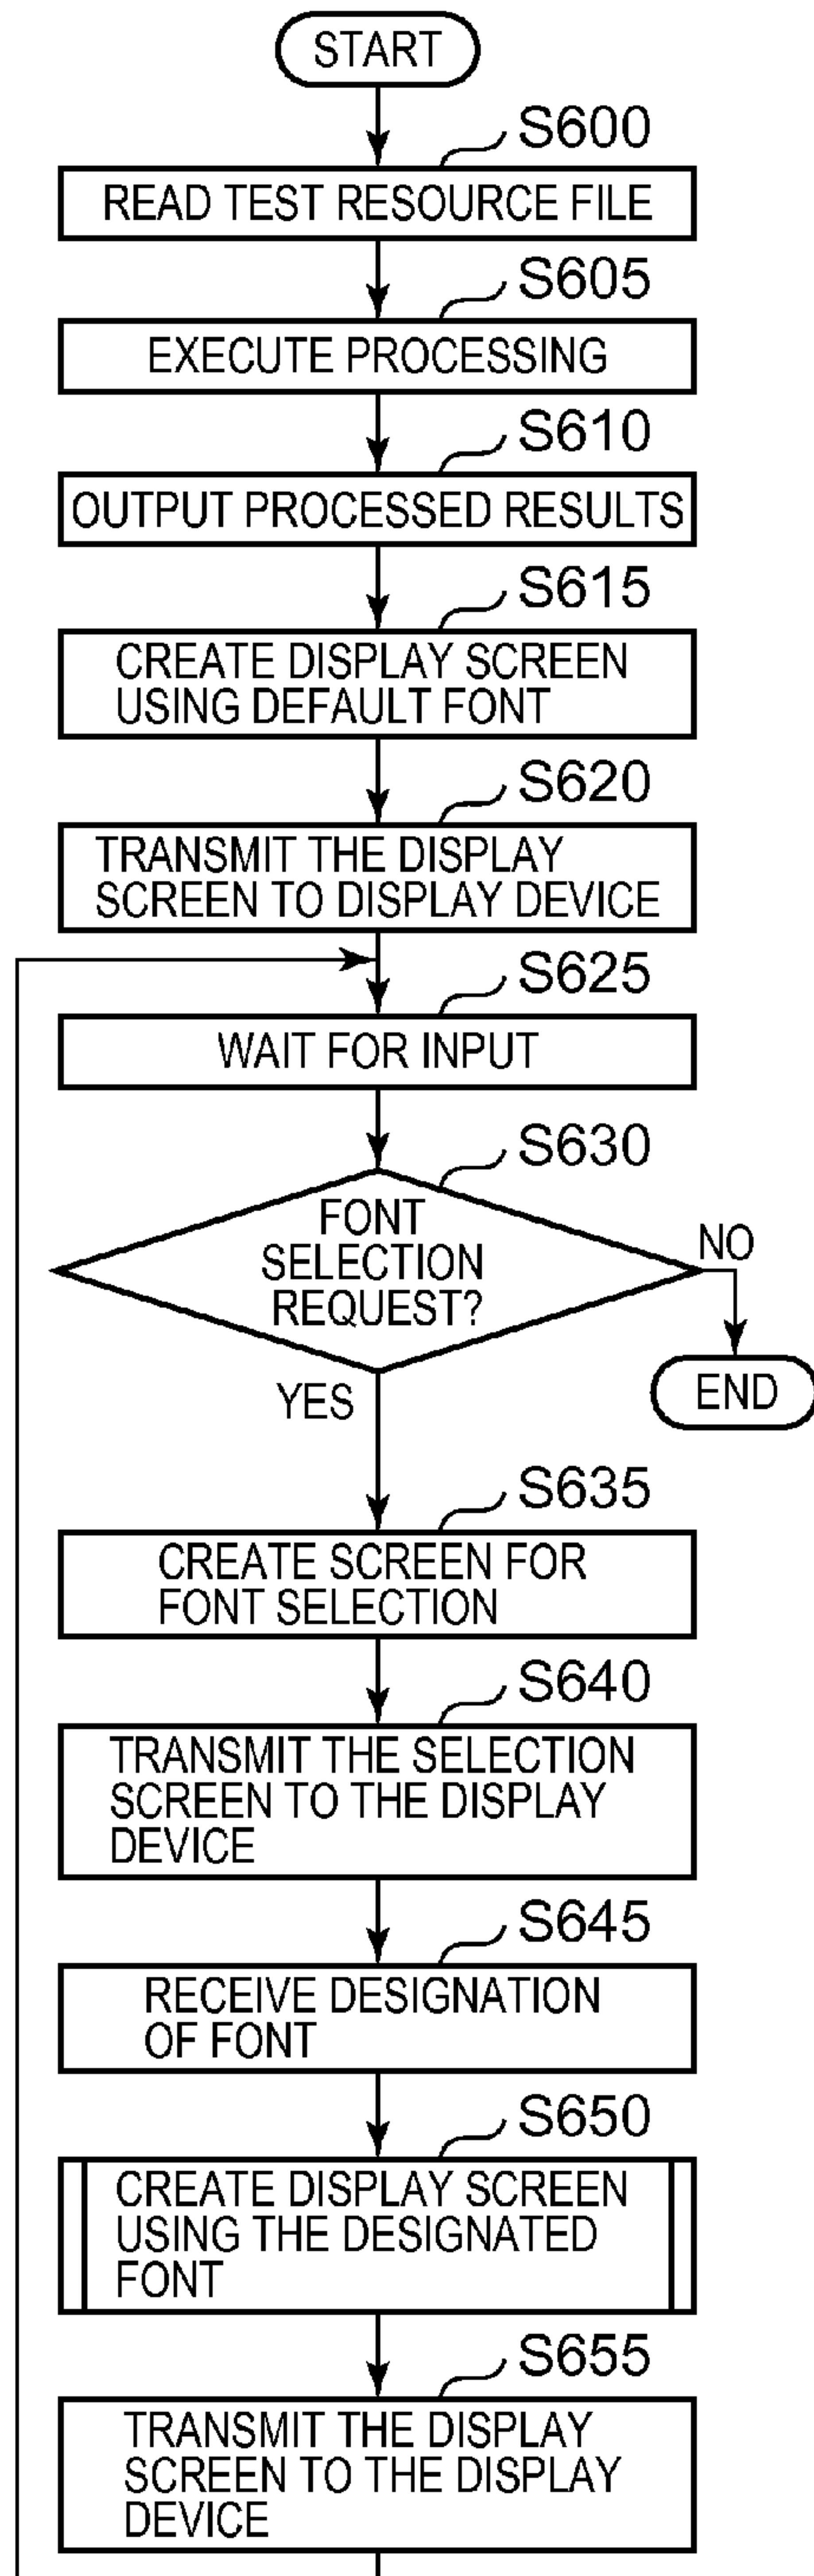 START
S600
READ TEST RESOURCE FILE
S605
EXECUTE PROCESSING
S610
OUTPUT PROCESSED RESULTS
S615
CREATE DISPLAY SCREEN
USING DEFAULT FONT
S620
TRANSMIT THE DISPLAY
SCREEN TO DISPLAY DEVICE
S625
WAIT FOR INPUT
S630
FONT
SELECTION
REQUEST?
NO
END
YES
S635
CREATE SCREEN FOR
FONT SELECTION
S640
TRANSMIT THE SELECTION
SCREEN TO THE DISPLAY
DEVICE
S645
RECEIVE DESIGNATION
OF FONT
S650
CREATE DISPLAY SCREEN
USING THE DESIGNATED
FONT
S655
TRANSMIT THE DISPLAY
SCREEN TO THE DISPLAY
DEVICE